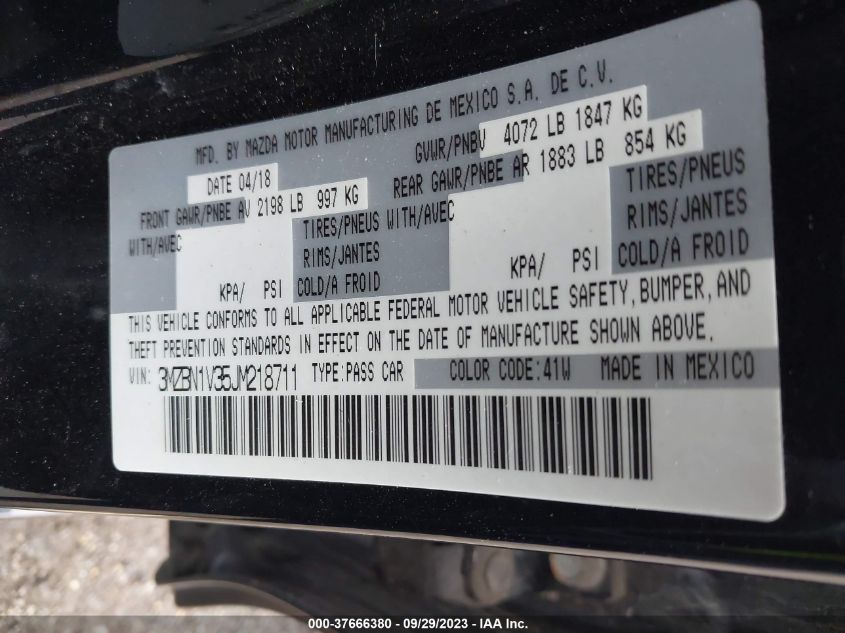 MFD. BY MAZDA MOTOR MANUFACTURING DE MEXICO S.A. DE C.V.
DATE 04/18 GVWR/PNBV 4072 LB 1847 KG
FRONT GAWR/PNBE AV 2198 LB 997 KG REAR GAWR/PNBE AR 1883 LB 854 KG
WITH/AVEC TIRES/PNEUS WITH/AVEC TIRES/PNEUS
RIMS/JANTES RIMS/JANTES
KPA/ PSI COLD/A FROID KPA/ PSI COLD/A FROID
THIS VEHICLE CONFORMS TO ALL APPLICABLE FEDERAL MOTOR VEHICLE SAFETY, BUMPER, AND
THEFT PREVENTION STANDARDS IN EFFECT ON THE DATE OF MANUFACTURE SHOWN ABOVE.
VIN: 3MZBN1V35JM218711 TYPE:PASS CAR COLOR CODE:41W MADE IN MEXICO
000-37666380 - 09/29/2023 - IAA Inc.